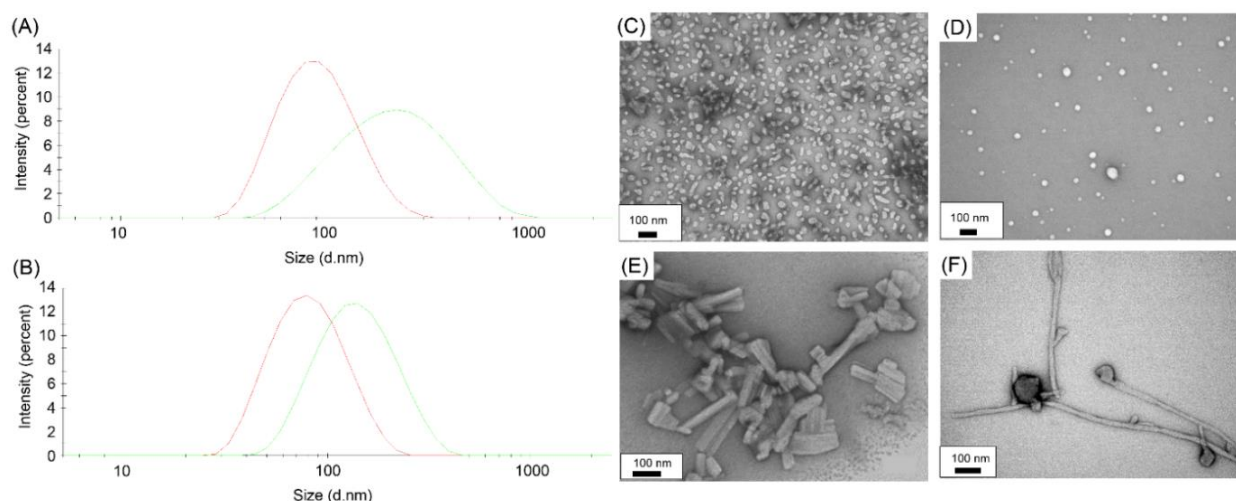 (A)
14
12
10
8
6
4
2
0
Intensity (percent)
10 100 1000
Size (d.nm)
(B)
14
12
10
8
6
4
2
0
Intensity (percent)
10 100 1000
Size (d.nm)
(C)
100 nm
(D)
100 nm
(E)
100 nm
(F)
100 nm